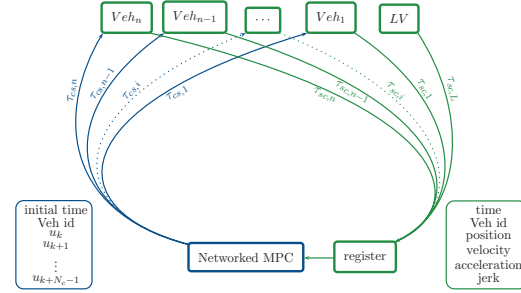 Veh_n Veh_{n−1} ... Veh_1 LV
τ_{cs,n} τ_{cs,n−1} τ_{cs,i} τ_{cs,1} τ_{sc,n} τ_{sc,n−1} τ_{sc,i} τ_{sc,1} τ_{sc,L}
initial time
Veh id
u_k
u_{k+1}
⋮
u_{k+N_c−1}
Networked MPC
register
time
Veh id
position
velocity
acceleration
jerk